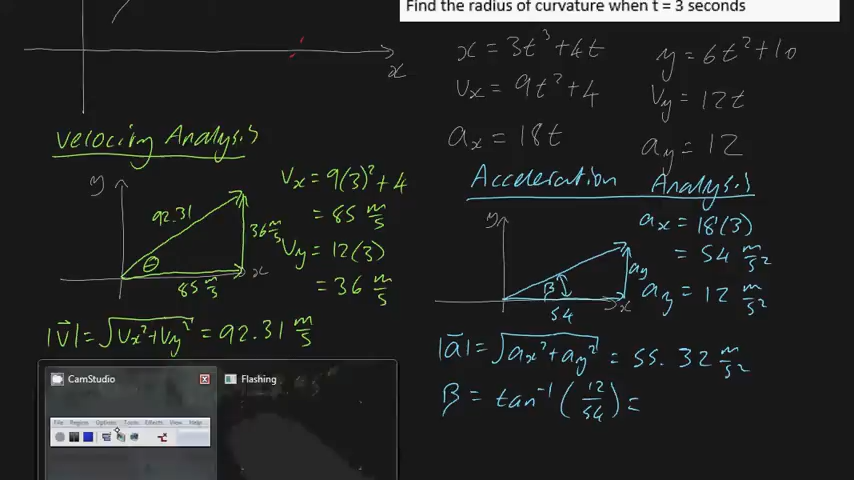 Find the radius of curvature when t = 3 seconds
x = 3t³ + 4t
y = 6t² + 10
Vx = 9t² + 4
Vy = 12t
ax = 18t
ay = 12
Velocity Analysis
y
92.31
36 m/s
θ
x
85 m/s
Vx = 9(3)² + 4
= 85 m/s
Vy = 12(3)
= 36 m/s
|V⃗| = √(Vx² + Vy²) = 92.31 m/s
Acceleration Analysis
y
ay
β
x
54
ax = 18(3)
= 54 m/s²
ay = 12 m/s²
|a⃗| = √(ax² + ay²) = 55.32 m/s²
β = tan⁻¹(12/54) =
x
CamStudio
Flashing
File Region Options Tools Effects View Help